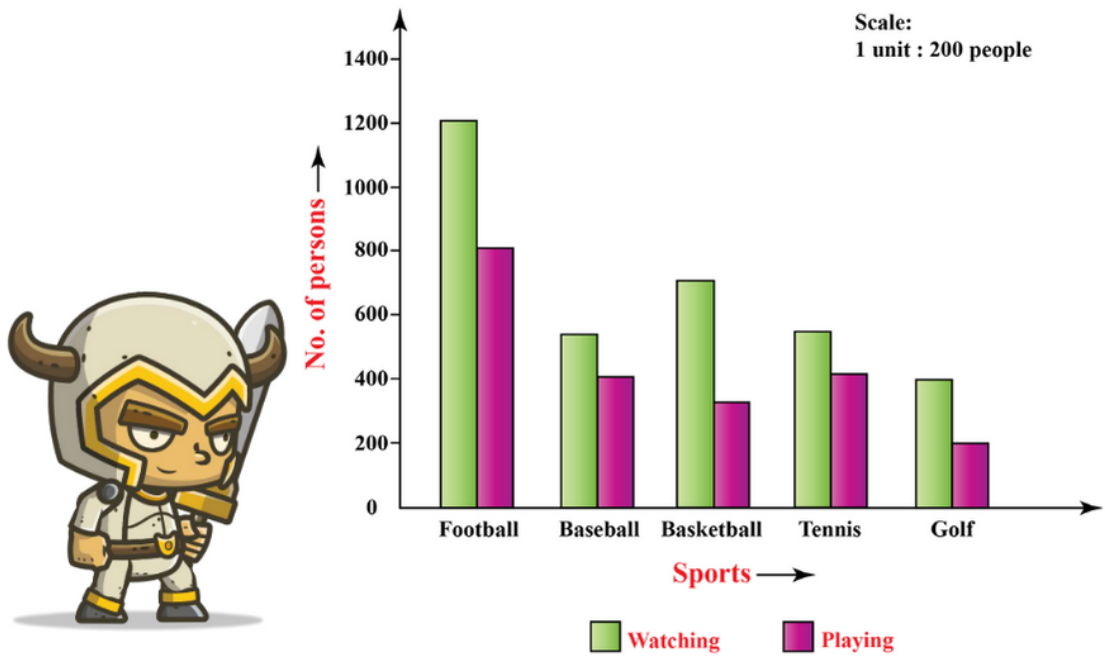 Scale:
1 unit : 200 people
No. of persons
1400
1200
1000
800
600
400
200
0
Football Baseball Basketball Tennis Golf
Sports
Watching Playing